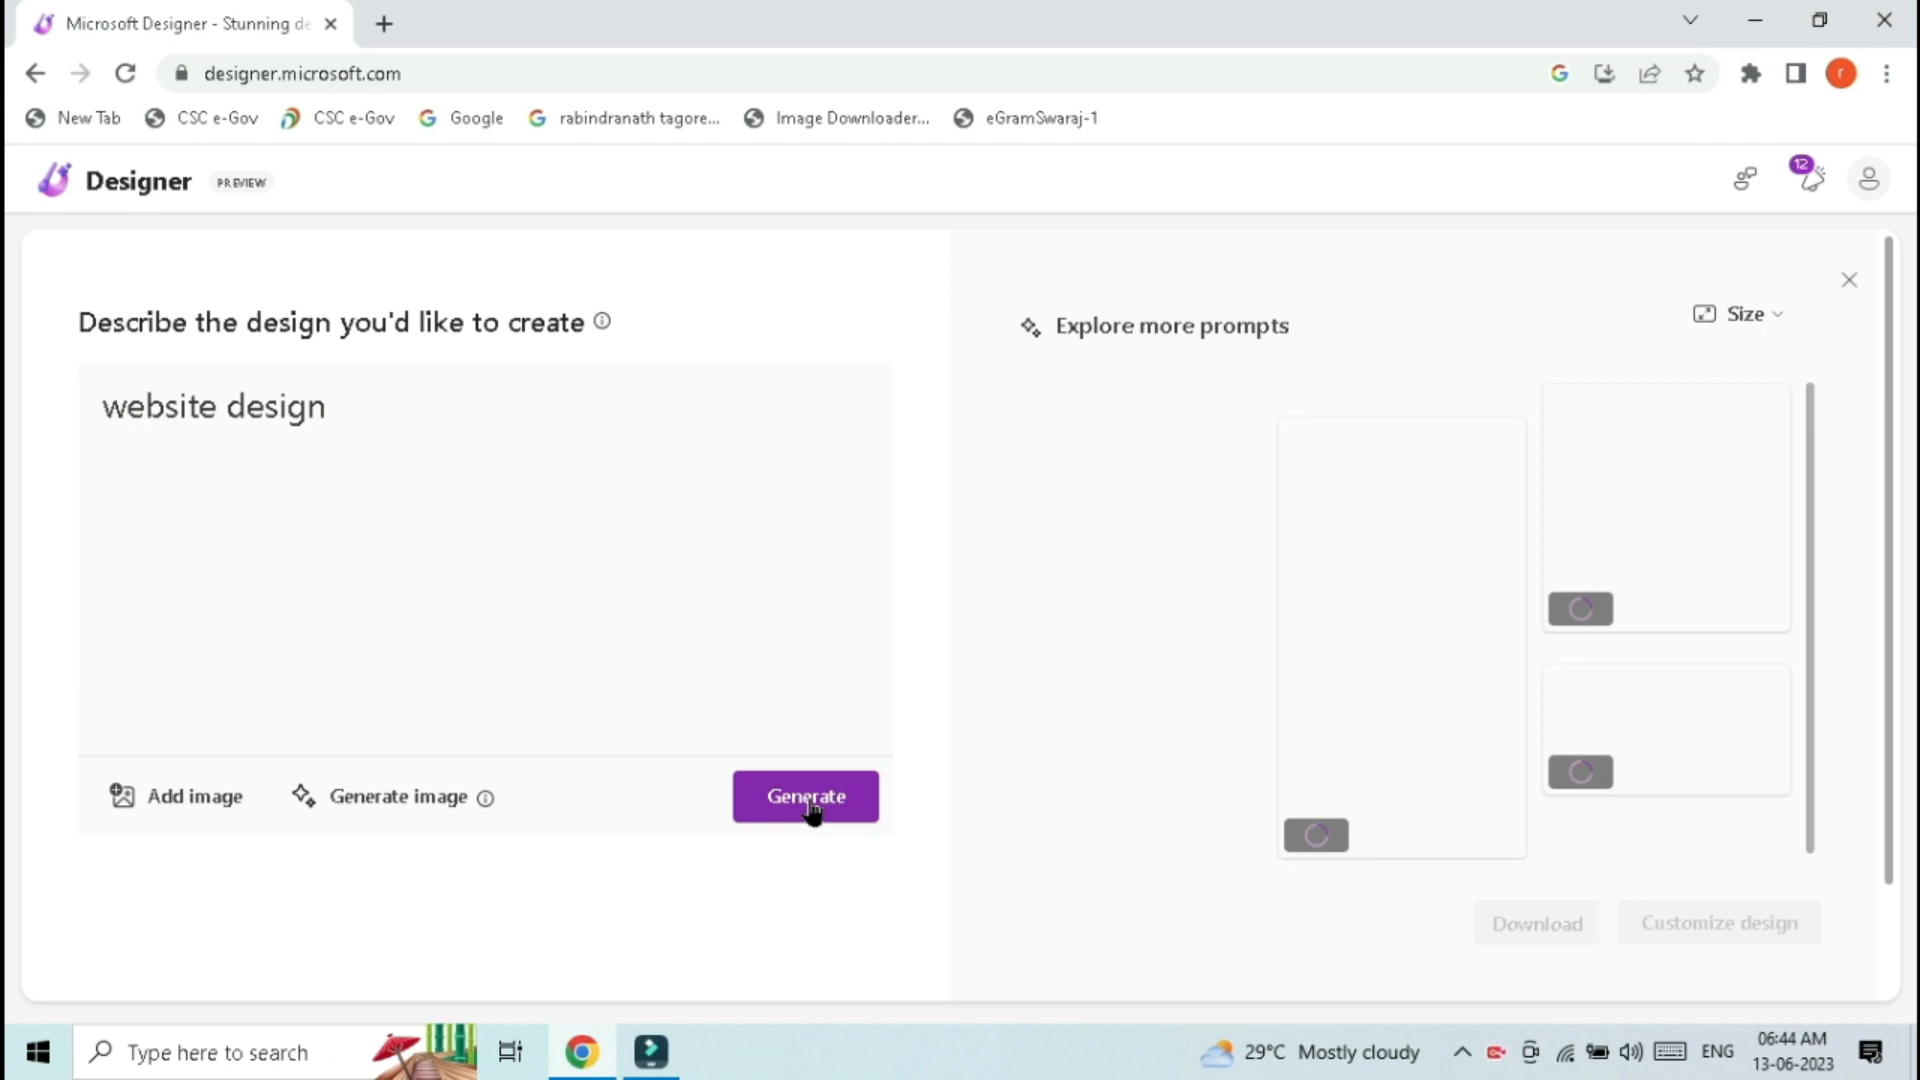 Microsoft Designer - Stunning de
designer.microsoft.com
r
New Tab
CSC e-Gov
CSC e-Gov
Google
rabindranath tagore...
Image Downloader...
eGramSwaraj-1
Designer
PREVIEW
12
Describe the design you'd like to create
Explore more prompts
Size
website design
Add image
Generate image
Generate
Download
Customize design
Type here to search
29°C Mostly cloudy
ENG
06:44 AM
13-06-2023